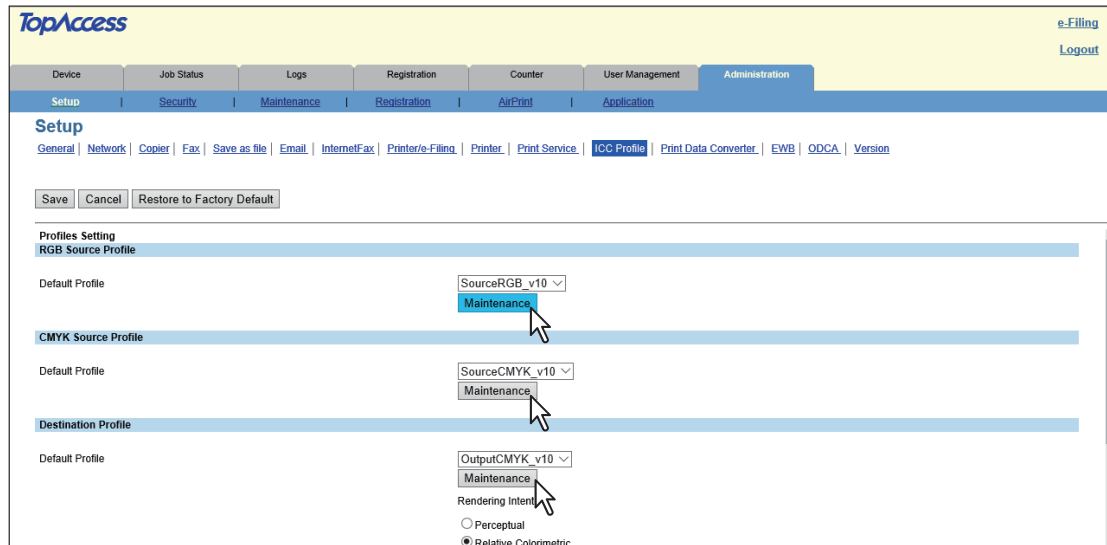 TopAccess
e-Filing
Logout
Device Job Status Logs Registration Counter User Management Administration
Setup | Security | Maintenance | Registration | AirPrint | Application
Setup
General | Network | Copier | Fax | Save as file | Email | InternetFax | Printer/e-Filing | Printer | Print Service | ICC Profile | Print Data Converter | EWB | ODCA | Version
Save Cancel Restore to Factory Default
Profiles Setting
RGB Source Profile
Default Profile SourceRGB_v10
Maintenance
CMYK Source Profile
Default Profile SourceCMYK_v10
Maintenance
Destination Profile
Default Profile OutputCMYK_v10
Maintenance
Rendering Intent
Perceptual
Relative Colorimetric